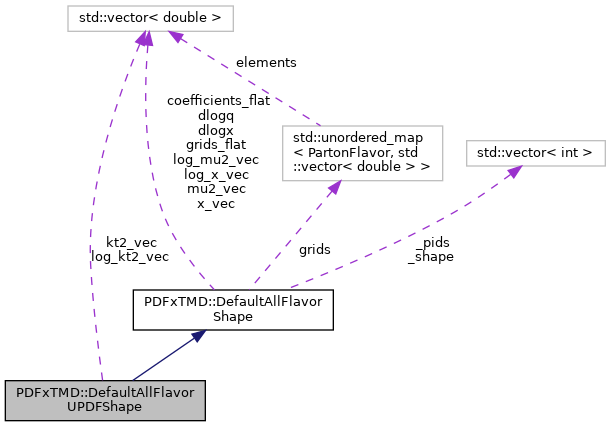 std::vector< double >
elements
coefficients_flat
dlogq
dlogx
grids_flat
log_mu2_vec
log_x_vec
mu2_vec
x_vec
std::unordered_map
< PartonFlavor, std
::vector< double > >
std::vector< int >
kt2_vec
log_kt2_vec
grids
_pids
_shape
PDFxTMD::DefaultAllFlavor
Shape
PDFxTMD::DefaultAllFlavor
UPDFShape